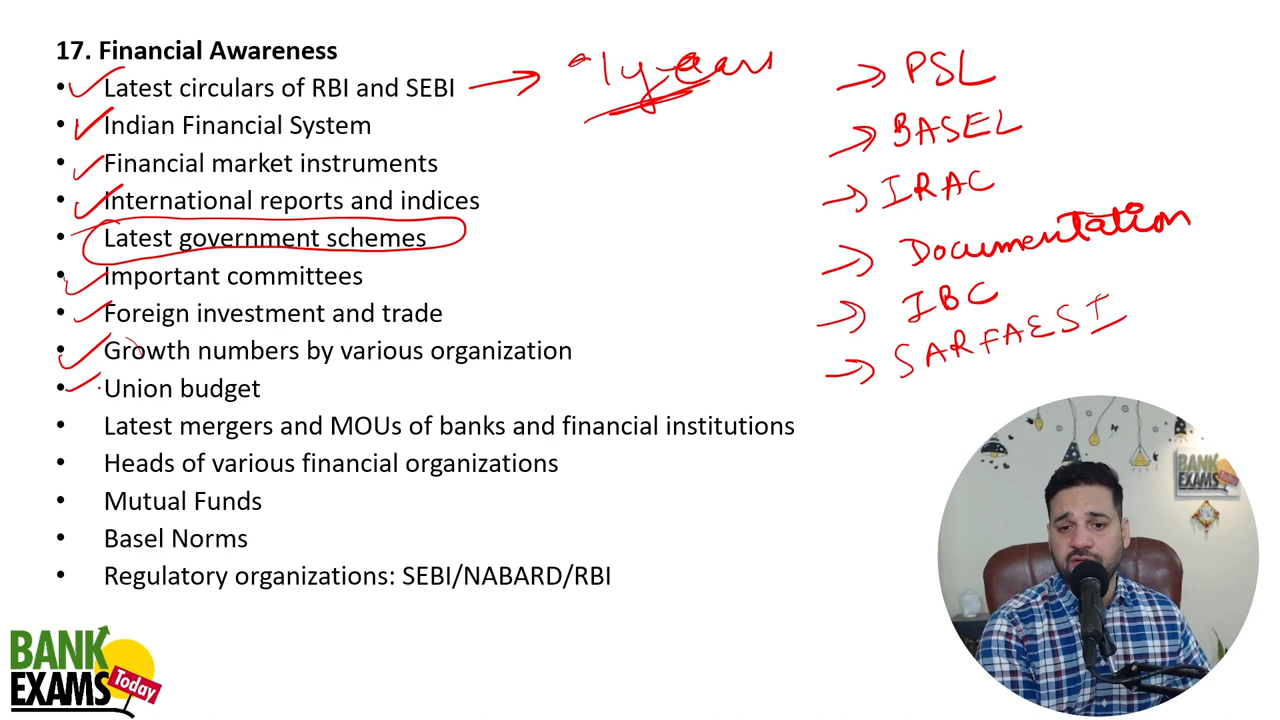 17. Financial Awareness
• Latest circulars of RBI and SEBI
• Indian Financial System
• Financial market instruments
• International reports and indices
• Latest government schemes
• Important committees
• Foreign investment and trade
• Growth numbers by various organization
• Union budget
• Latest mergers and MOUs of banks and financial institutions
• Heads of various financial organizations
• Mutual Funds
• Basel Norms
• Regulatory organizations: SEBI/NABARD/RBI
PSL
BASEL
IRAC
Documentation
IBC
SARFAESI
BANK
EXAMS
Today
BANK
EXAMS